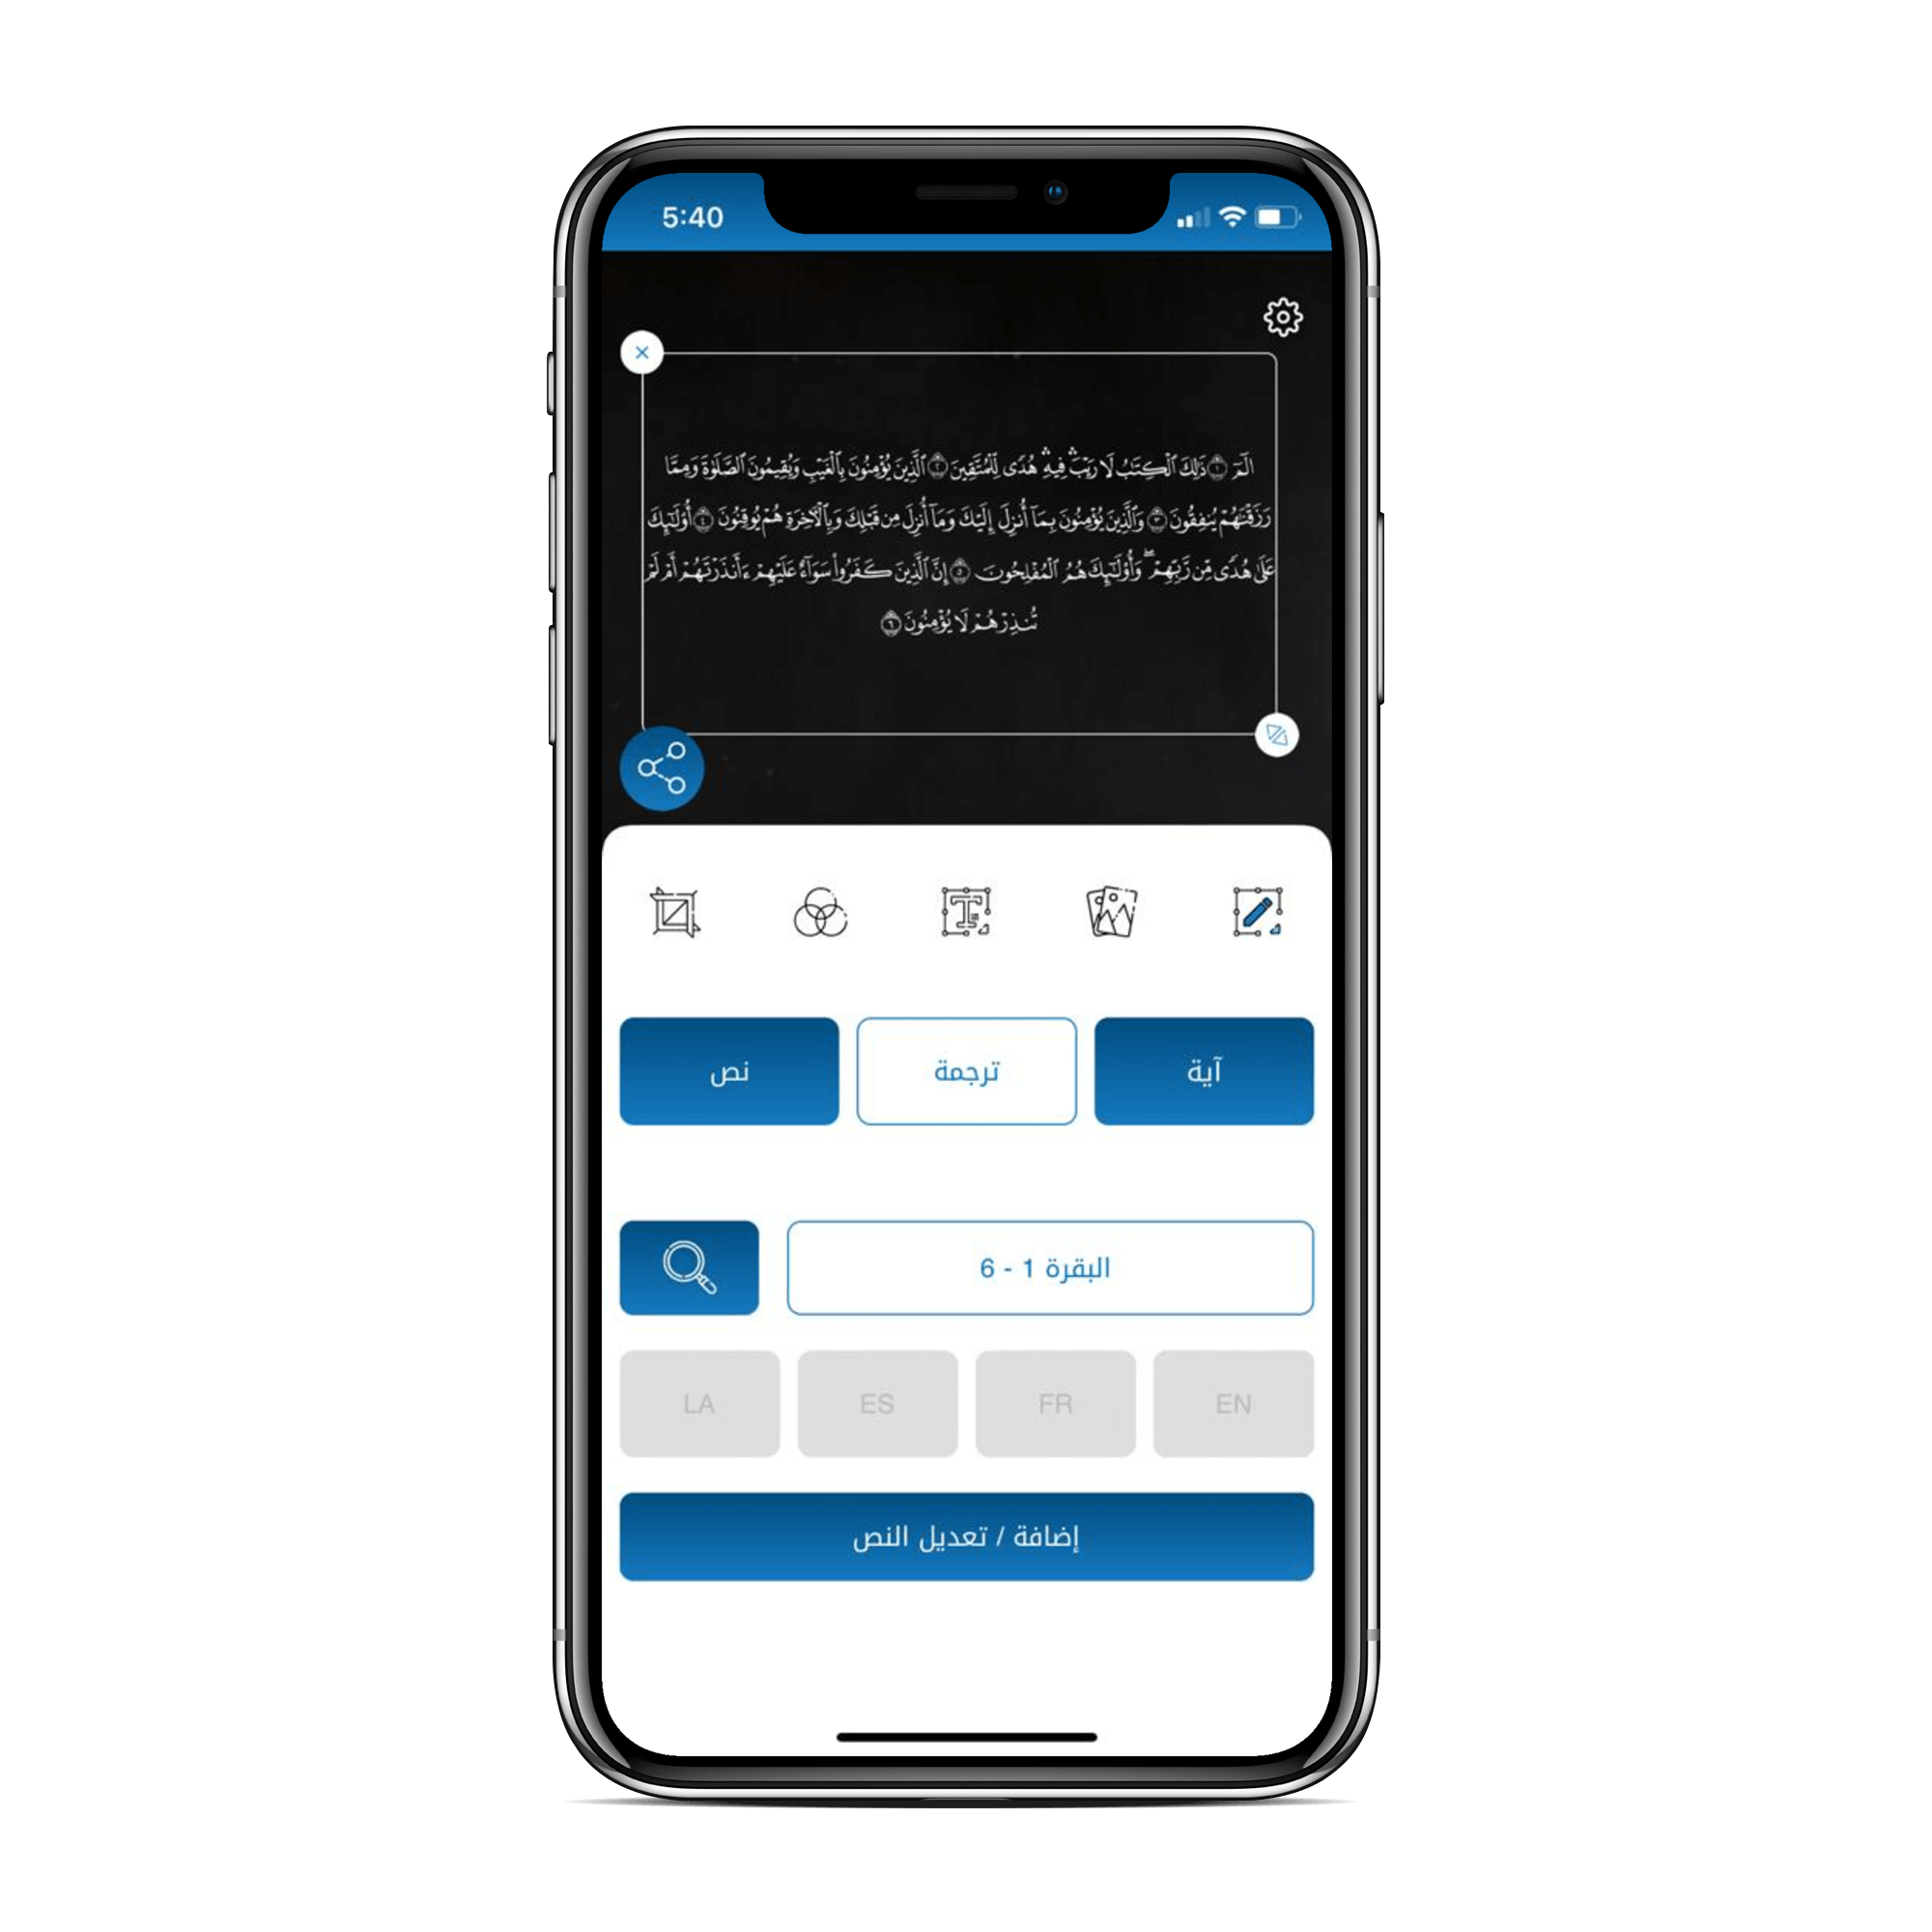 5:40
الٓمٓ ١ ذَٰلِكَ ٱلْكِتَٰبُ لَا رَيْبَۛ فِيهِۛ هُدًى لِّلْمُتَّقِينَ ٢ ٱلَّذِينَ يُؤْمِنُونَ بِٱلْغَيْبِ وَيُقِيمُونَ ٱلصَّلَوٰةَ وَمِمَّا
رَزَقْنَٰهُمْ يُنفِقُونَ ٣ وَٱلَّذِينَ يُؤْمِنُونَ بِمَآ أُنزِلَ إِلَيْكَ وَمَآ أُنزِلَ مِن قَبْلِكَ وَبِٱلْءَاخِرَةِ هُمْ يُوقِنُونَ ٤ أُو۟لَٰٓئِكَ
عَلَىٰ هُدًى مِّن رَّبِّهِمْۖ وَأُو۟لَٰٓئِكَ هُمُ ٱلْمُفْلِحُونَ ٥ إِنَّ ٱلَّذِينَ كَفَرُوا۟ سَوَآءٌ عَلَيْهِمْ ءَأَنذَرْتَهُمْ أَمْ لَمْ
تُنذِرْهُمْ لَا يُؤْمِنُونَ ٦
آية ترجمة نص
البقرة 1 - 6
LA ES FR EN
إضافة / تعديل النص